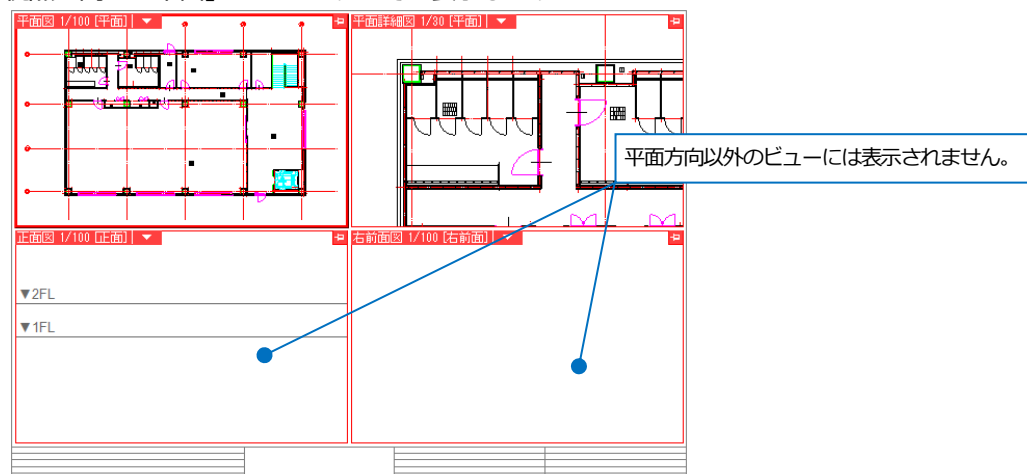 平面図 1/100 [平面] ▼
平面詳細図 1/30 [平面] ▼
平面方向以外のビューには表示されません。
正面図 1/100 [正面] ▼
右前面図 1/100 [右前面] ▼
▼2FL
▼1FL